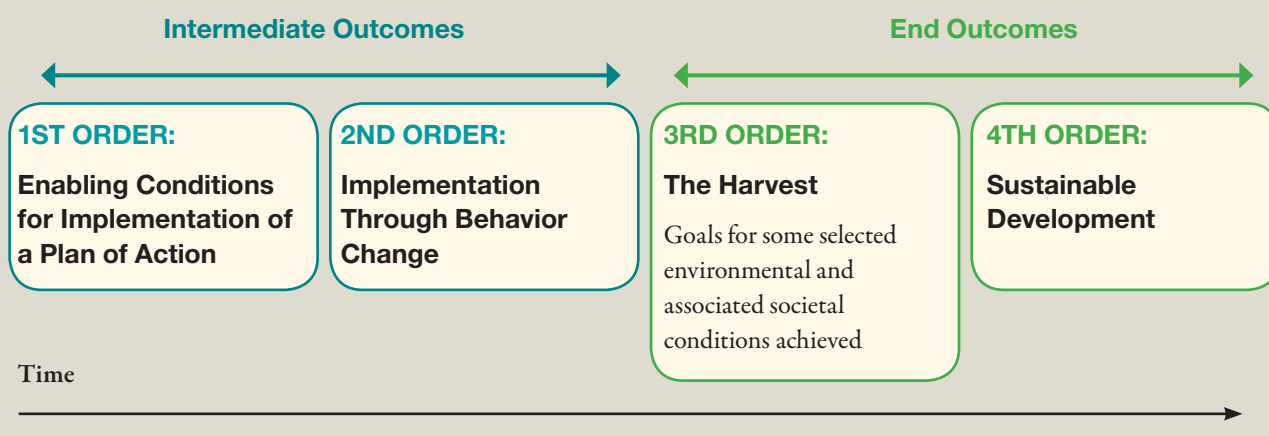 Intermediate Outcomes
End Outcomes
1ST ORDER:
Enabling Conditions
for Implementation of
a Plan of Action
2ND ORDER:
Implementation
Through Behavior
Change
3RD ORDER:
The Harvest
Goals for some selected
environmental and
associated societal
conditions achieved
4TH ORDER:
Sustainable
Development
Time